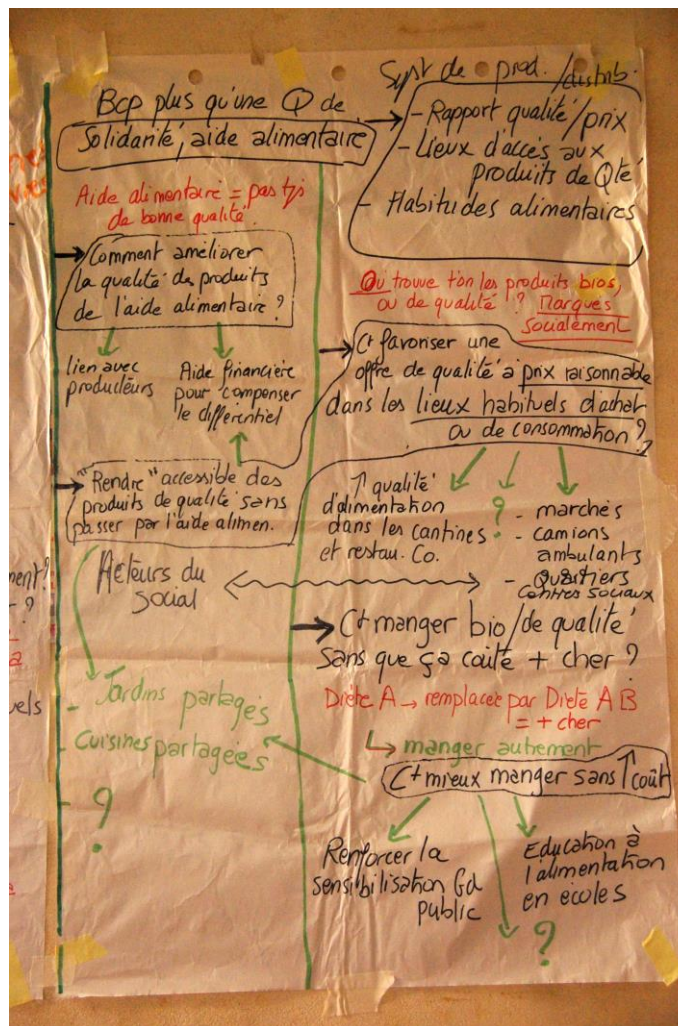 Bcp plus qu'une Q de
Solidarité, aide alimentaire
Aide alimentaire = pas tjs
de bonne qualité.
Comment améliorer
la qualité des produits
de l'aide alimentaire ?
lien avec
producteurs
Aide financière
pour compenser
le différentiel
"Rendre" accessible des
produits de qualité sans
passer par l'aide alimen.
Acteurs du
social
- Jardins partagés
- Cuisines partagées
- ?
Syst de prod. /distrib.
- Rapport qualité/prix
- Lieux d'accès aux
produits de Qté
- Habitudes alimentaires
Où trouve t'on les produits bios,
ou de qualité ? Marqués
socialement
Ct favoriser une
offre de qualité à prix raisonnable
dans les lieux habituels d'achat
ou de consommation ?
↑ qualité
d'alimentation
dans les cantines
et restau. Co.
?
- marchés
- camions
ambulants
- Quartiers
Centres sociaux
→ Ct manger bio/de qualité
sans que ça coûte + cher ?
Diète A → remplacée par Diète AB
= + cher
↳ manger autrement
Ct mieux manger sans ↑ coût
Renforcer la
sensibilisation Gd
public
Education à
l'alimentation
en écoles
?
ment?
?
a
uels